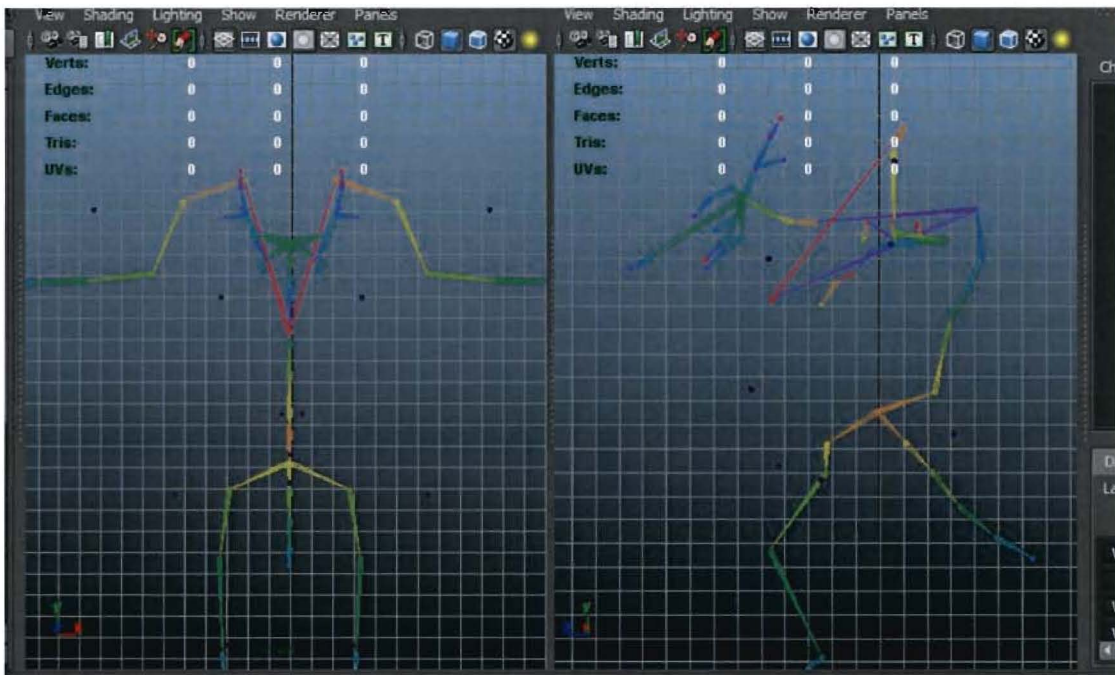 View Shading Lighting Show Renderer Panels
Verts: 0 0 0
Edges: 0 0 0
Faces: 0 0 0
Tris: 0 0 0
UVs: 0 0 0
y
x
View Shading Lighting Show Renderer Panels
Verts: 0 0 0
Edges: 0 0 0
Faces: 0 0 0
Tris: 0 0 0
UVs: 0 0 0
y
Ch
D
La
V
V